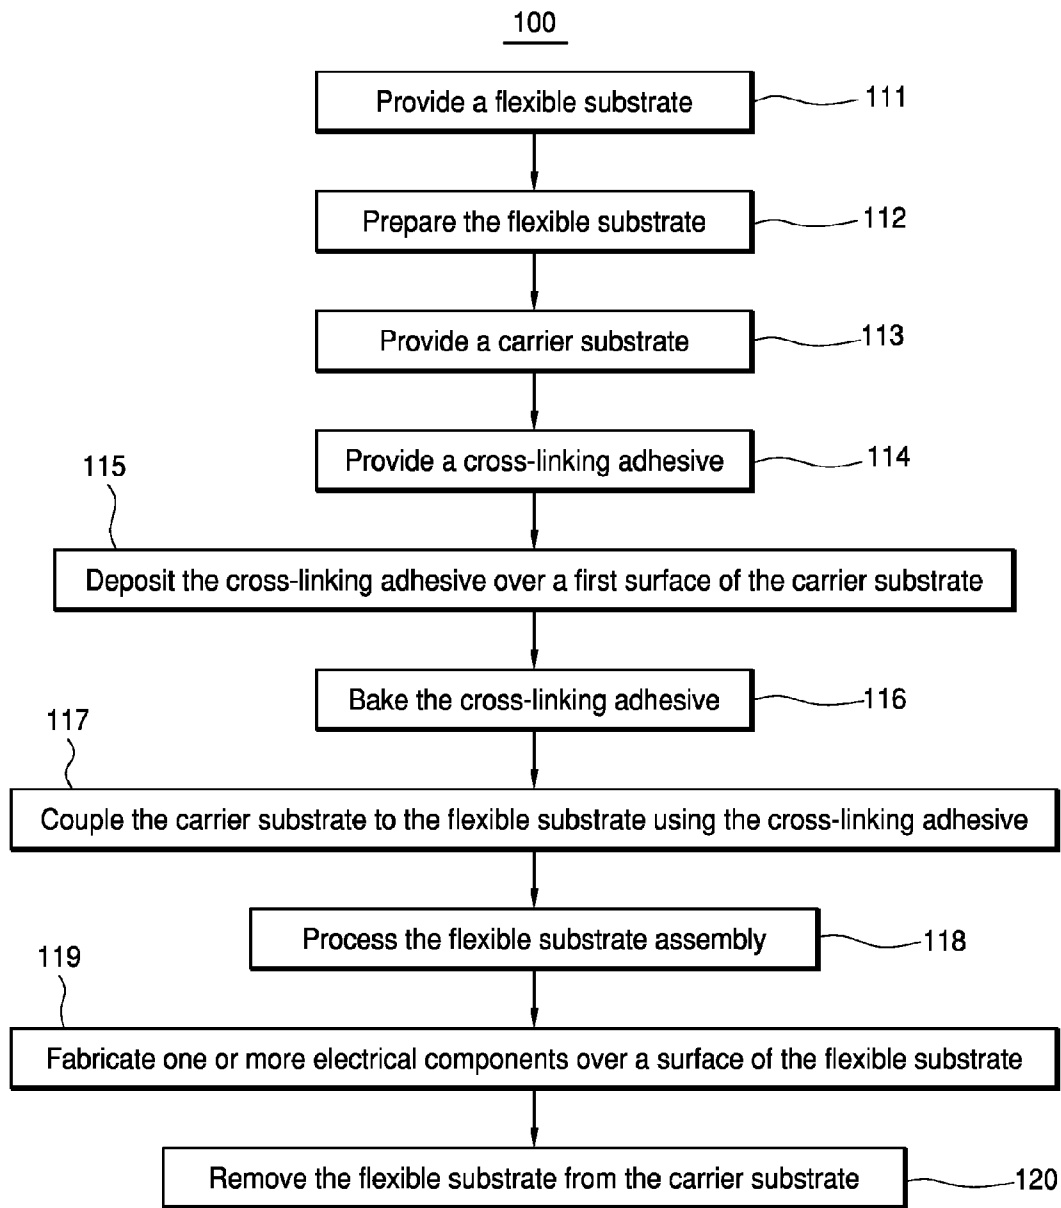 100
Provide a flexible substrate
111
Prepare the flexible substrate
112
Provide a carrier substrate
113
Provide a cross-linking adhesive
114
115
Deposit the cross-linking adhesive over a first surface of the carrier substrate
Bake the cross-linking adhesive
116
117
Couple the carrier substrate to the flexible substrate using the cross-linking adhesive
Process the flexible substrate assembly
118
119
Fabricate one or more electrical components over a surface of the flexible substrate
Remove the flexible substrate from the carrier substrate
120